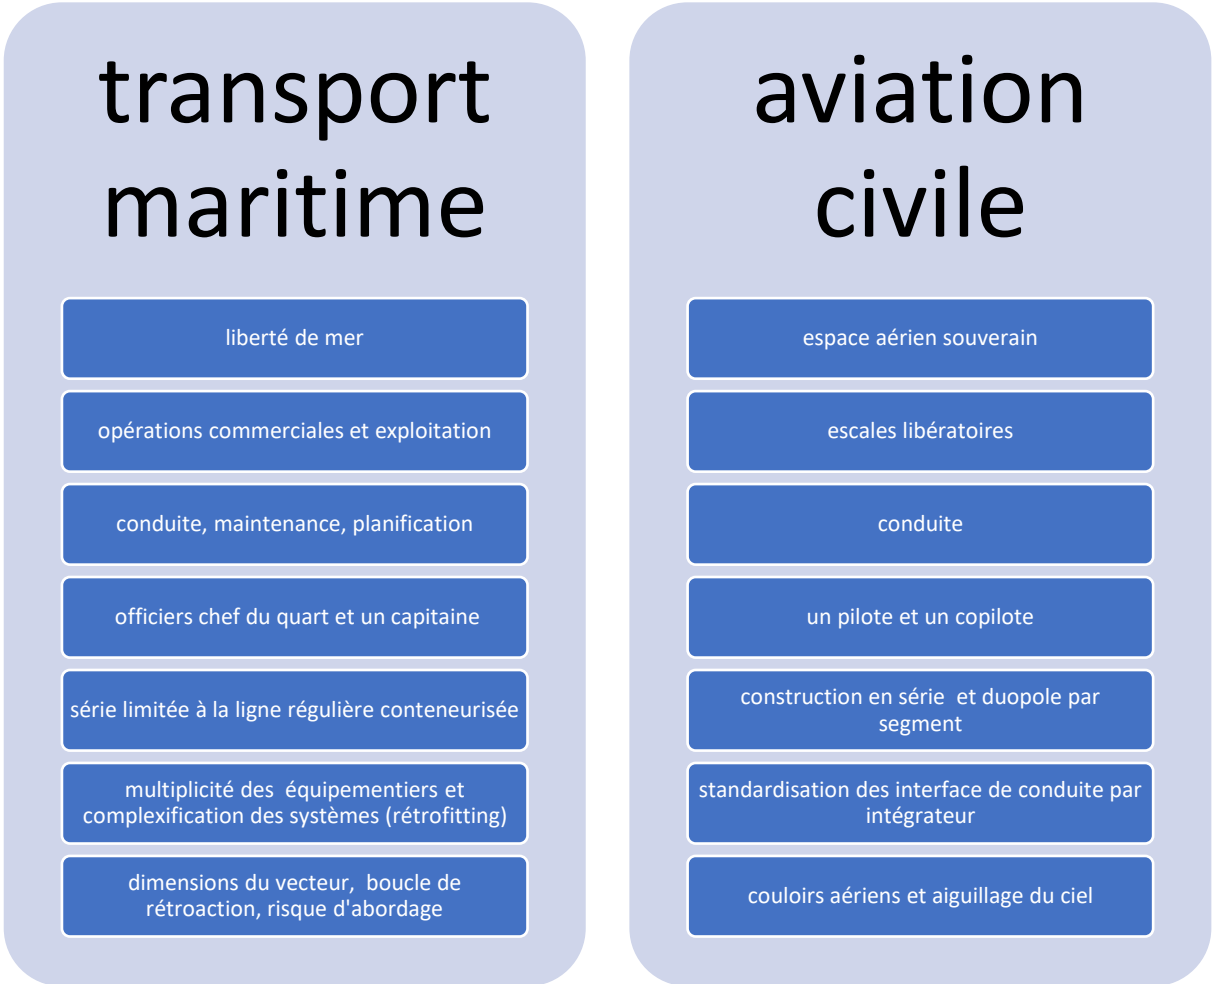 transport
maritime
liberté de mer
opérations commerciales et exploitation
conduite, maintenance, planification
officiers chef du quart et un capitaine
série limitée à la ligne régulière conteneurisée
multiplicité des  équipementiers et
complexification des systèmes (rétrofitting)
dimensions du vecteur,  boucle de
rétroaction, risque d'abordage
aviation
civile
espace aérien souverain
escales libératoires
conduite
un pilote et un copilote
construction en série  et duopole par
segment
standardisation des interface de conduite par
intégrateur
couloirs aériens et aiguillage du ciel